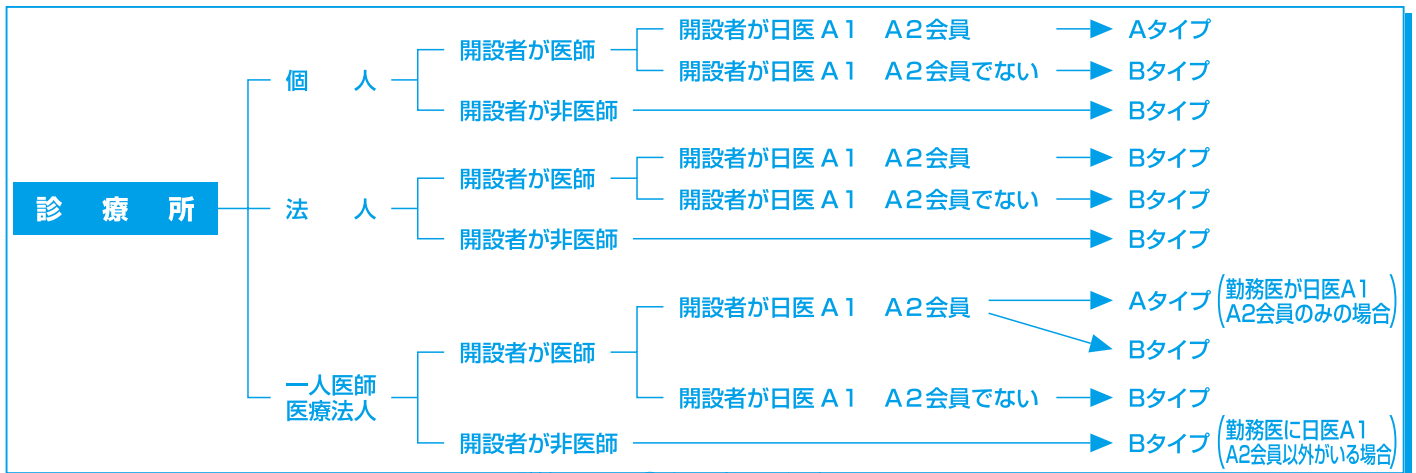 診 療 所
個 人
開設者が医師
開設者が日医A1 A2会員
Aタイプ
開設者が日医A1 A2会員でない
Bタイプ
開設者が非医師
Bタイプ
法 人
開設者が医師
開設者が日医A1 A2会員
Bタイプ
開設者が日医A1 A2会員でない
Bタイプ
開設者が非医師
Bタイプ
一人医師
医療法人
開設者が医師
開設者が日医A1 A2会員
Aタイプ(勤務医が日医A1
A2会員のみの場合)
Bタイプ
開設者が日医A1 A2会員でない
Bタイプ
開設者が非医師
Bタイプ(勤務医に日医A1
A2会員以外がいる場合)